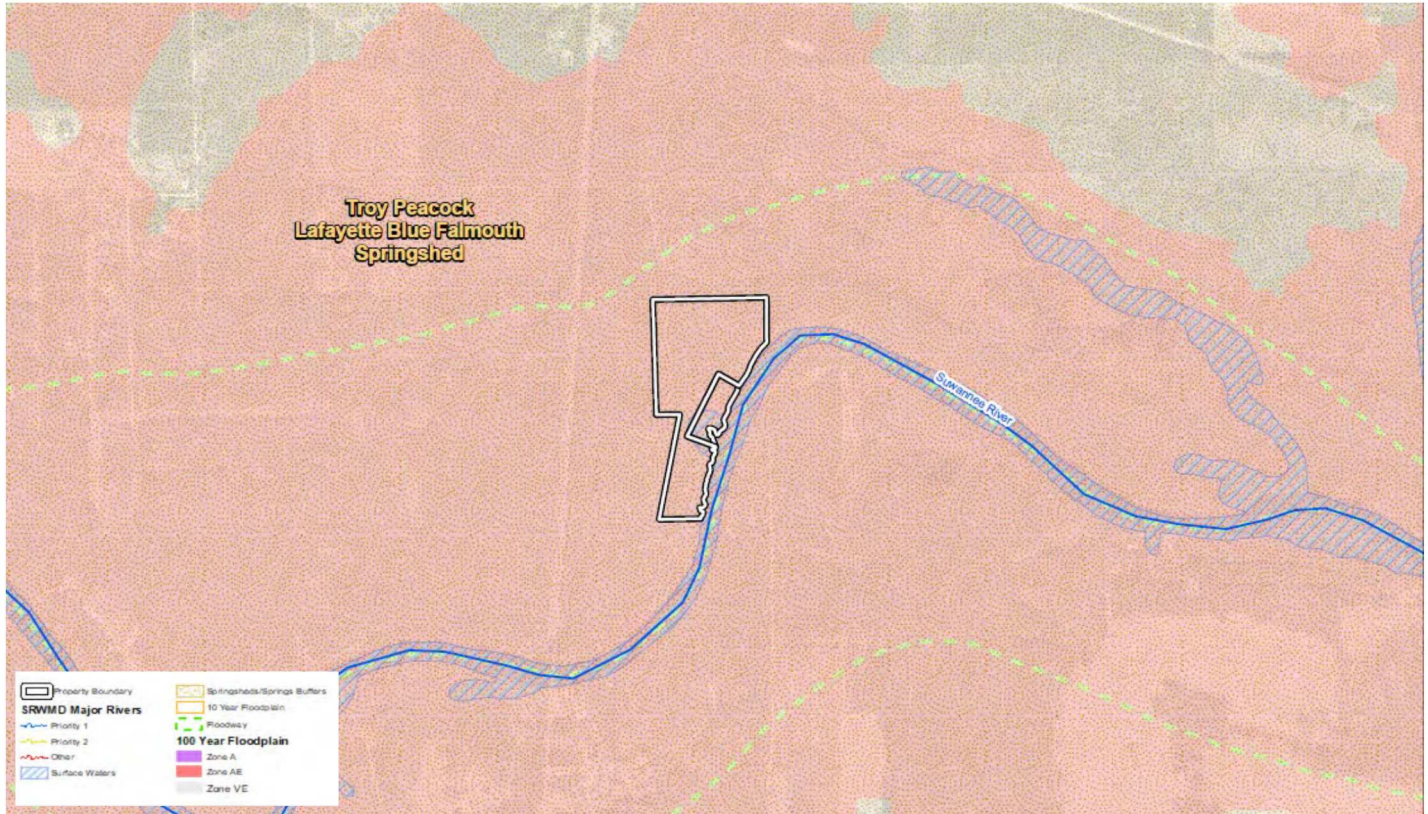 Troy Peacock
Lafayette Blue Falmouth
Springshed
Suwannee River
Property Boundary
SRWMD Major Rivers
Priority 1
Priority 2
Other
Surface Waters
Springsheds/Springs Buffers
10 Year Floodplain
Floodway
100 Year Floodplain
Zone A
Zone AE
Zone VE